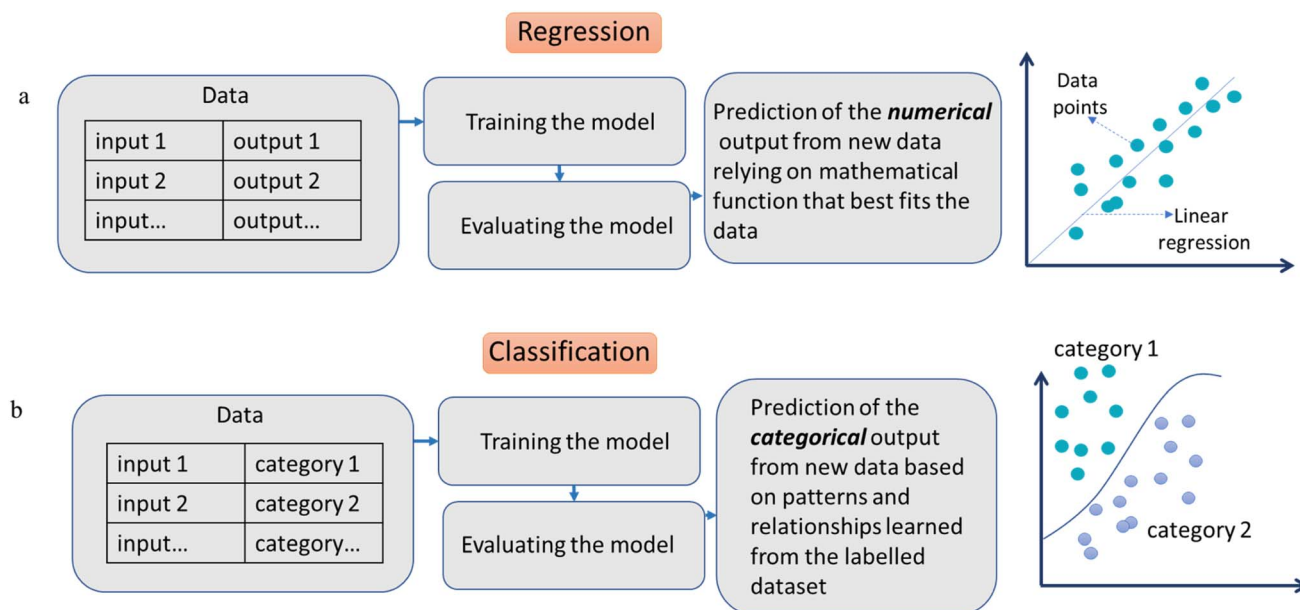 Regression
a
Data
input 1 output 1
input 2 output 2
input... output...
Training the model
Evaluating the model
Prediction of the numerical
output from new data
relying on mathematical
function that best fits the
data
Data
points
Linear
regression
Classification
b
Data
input 1 category 1
input 2 category 2
input... category...
Training the model
Evaluating the model
Prediction of the
categorical output
from new data based
on patterns and
relationships learned
from the labelled
dataset
category 1
category 2